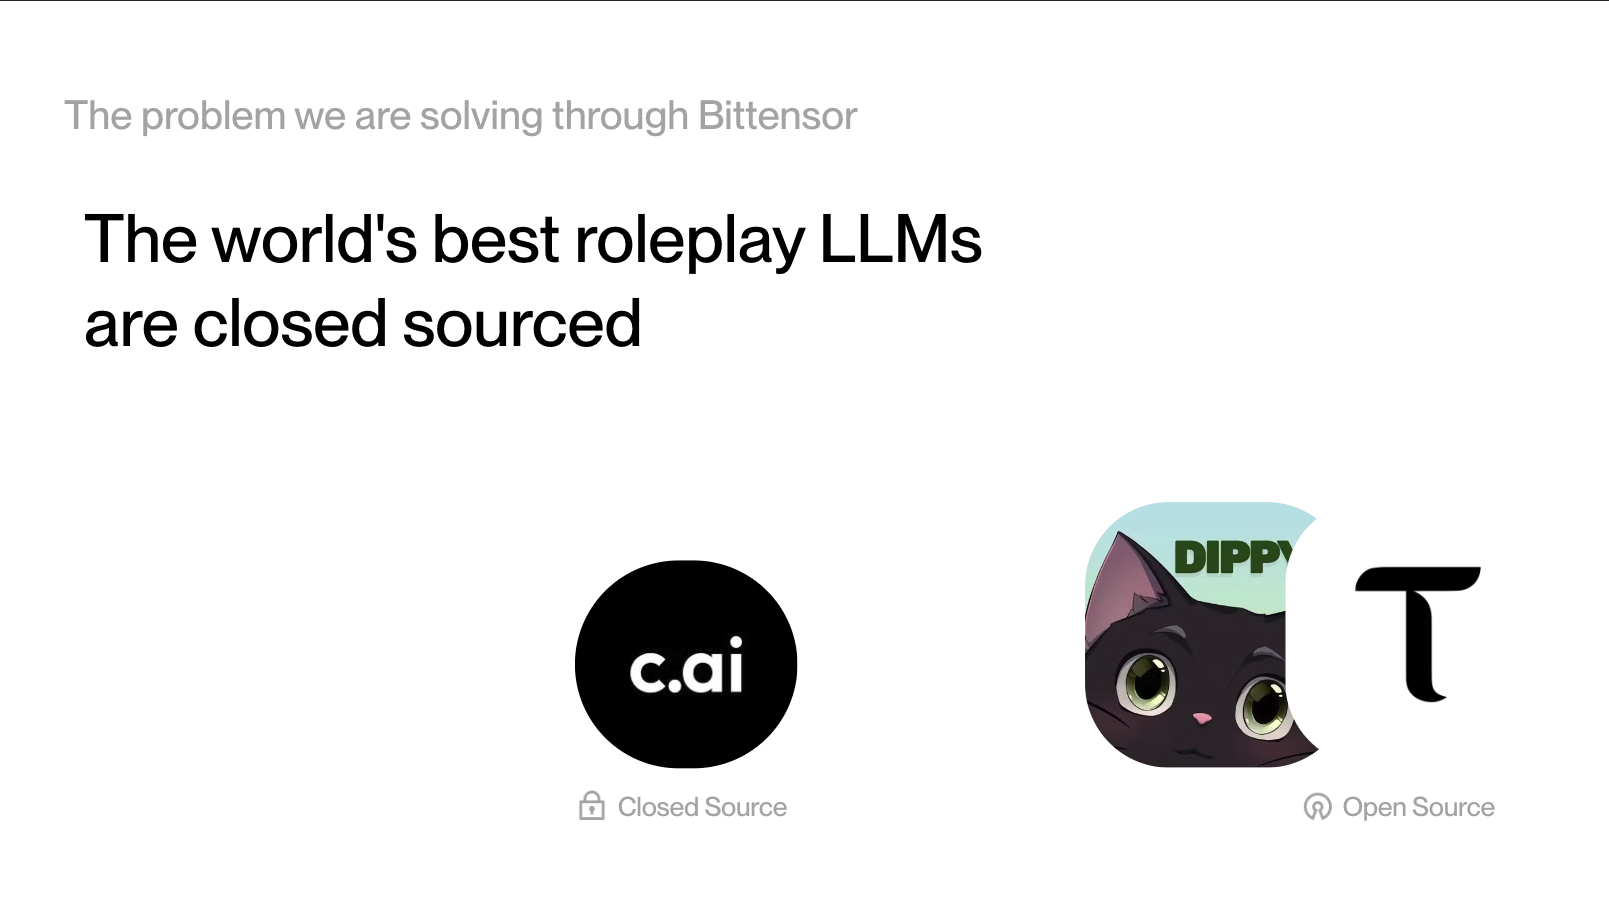 The problem we are solving through Bittensor
The world's best roleplay LLMs
are closed sourced
DIPPY
c.ai
Closed Source
Open Source